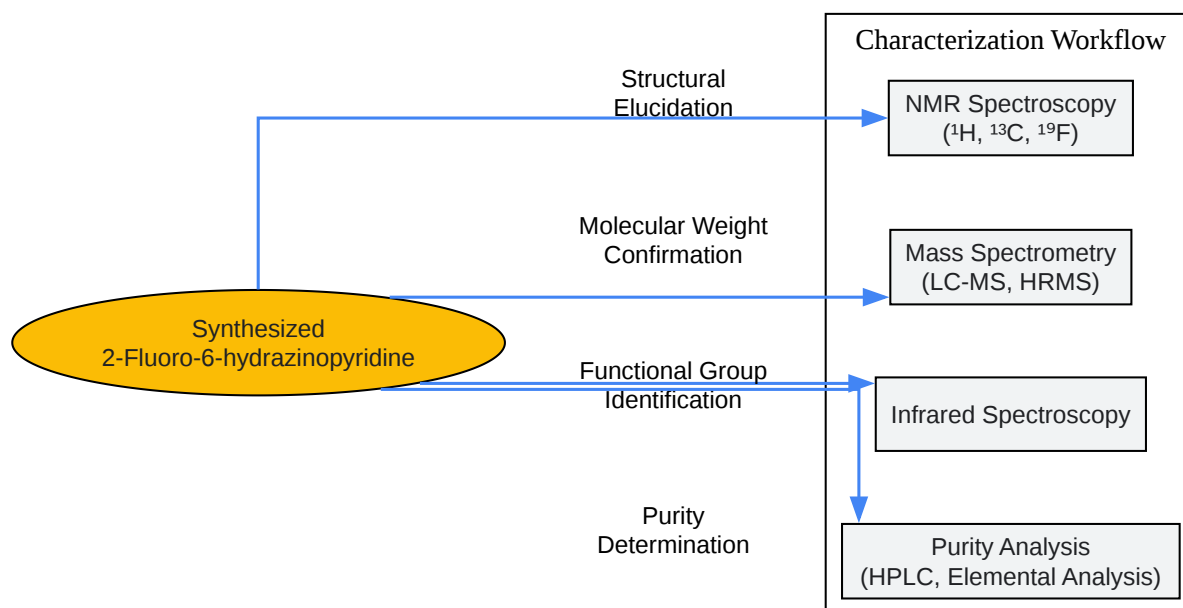 Characterization Workflow
Structural
Elucidation
NMR Spectroscopy
(¹H, ¹³C, ¹⁹F)
Molecular Weight
Confirmation
Mass Spectrometry
(LC-MS, HRMS)
Synthesized
2-Fluoro-6-hydrazinopyridine
Functional Group
Identification
Infrared Spectroscopy
Purity
Determination
Purity Analysis
(HPLC, Elemental Analysis)